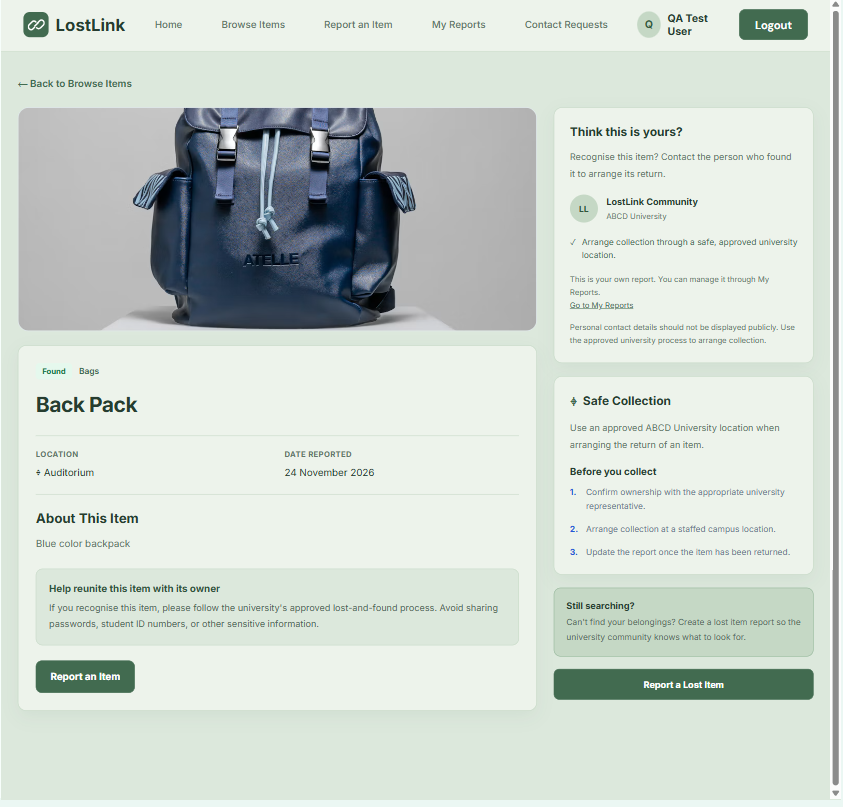 LostLink
Home
Browse Items
Report an Item
My Reports
Contact Requests
Q
QA Test
User
Logout
← Back to Browse Items
ATELLE
Found
Bags
Back Pack
LOCATION
Auditorium
DATE REPORTED
24 November 2026
About This Item
Blue color backpack
Help reunite this item with its owner
If you recognise this item, please follow the university's approved lost-and-found process. Avoid sharing
passwords, student ID numbers, or other sensitive information.
Report an Item
Think this is yours?
Recognise this item? Contact the person who found
it to arrange its return.
LL
LostLink Community
ABCD University
✓ Arrange collection through a safe, approved university
location.
This is your own report. You can manage it through My
Reports.
Go to My Reports
Personal contact details should not be displayed publicly. Use
the approved university process to arrange collection.
Safe Collection
Use an approved ABCD University location when
arranging the return of an item.
Before you collect
1. Confirm ownership with the appropriate university
representative.
2. Arrange collection at a staffed campus location.
3. Update the report once the item has been returned.
Still searching?
Can't find your belongings? Create a lost item report so the
university community knows what to look for.
Report a Lost Item